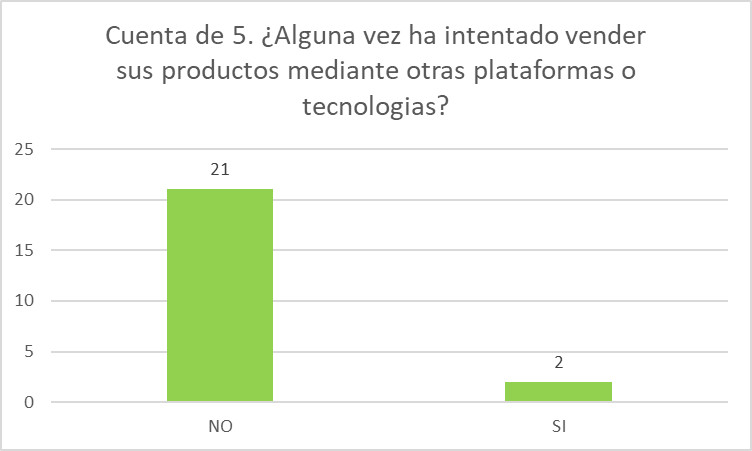 Cuenta de 5. ¿Alguna vez ha intentado vender
sus productos mediante otras plataformas o
tecnologias?
25
20
15
10
5
0
21
2
NO
SI